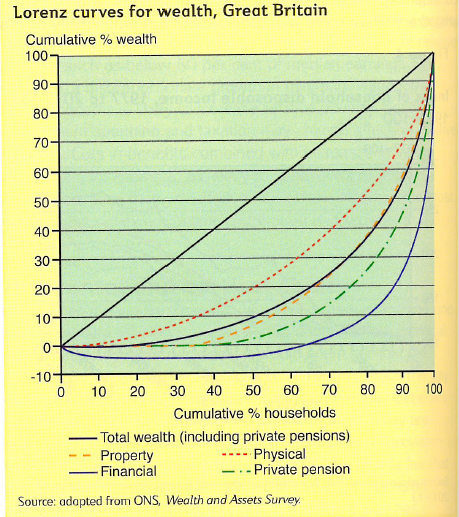 Lorenz curves for wealth, Great Britain
Cumulative % wealth
100
90
80
70
60
50
40
30
20
10
0
-10
0 10 20 30 40 50 60 70 80 90 100
Cumulative % households
Total wealth (including private pensions)
Property Physical
Financial Private pension
Source: adapted from ONS, Wealth and Assets Survey.